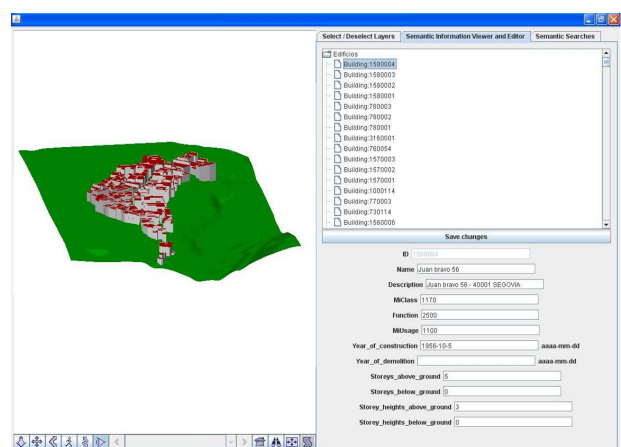 Select / Deselect Layers Semantic Information Viewer and Editor Semantic Searches
Edificios
Building:1580004
Building:1580003
Building:1580002
Building:1580001
Building:780003
Building:780002
Building:780001
Building:3160001
Building:760054
Building:1570003
Building:1570002
Building:1570001
Building:1000114
Building:770003
Building:730114
Building:1560006
Save changes
ID 1580004
Name Juan bravo 56
Description Juan bravo 56 - 40001 SEGOVIA
MiClass 1170
Function 2500
MiUsage 1100
Year_of_construction 1956-10-5 aaaa-mm-dd
Year_of_demolition aaaa-mm-dd
Storeys_above_ground 5
Storeys_below_ground 0
Storey_heights_above_ground 3
Storey_heights_below_ground 0